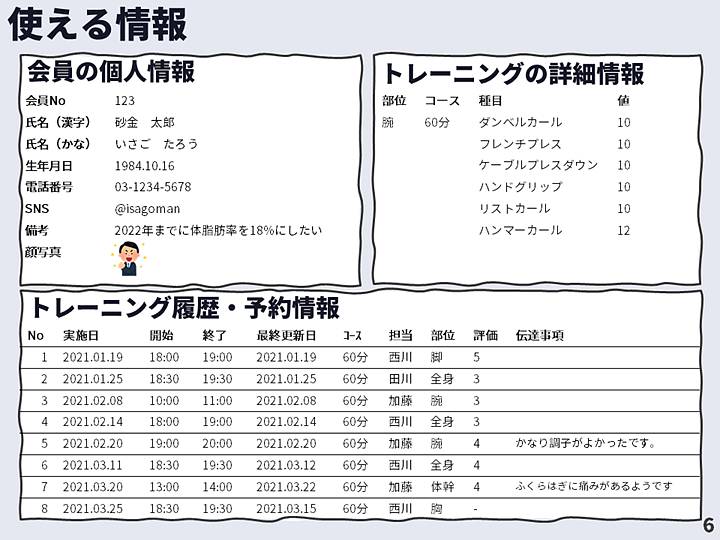 使える情報
会員の個人情報
会員No 123
氏名（漢字） 砂金　太郎
氏名（かな） いさご　たろう
生年月日 1984.10.16
電話番号 03-1234-5678
SNS @isagoman
備考 2022年までに体脂肪率を18%にしたい
顔写真
トレーニングの詳細情報
部位 コース 種目 値
腕 60分 ダンベルカール 10
フレンチプレス 10
ケーブルプレスダウン 10
ハンドグリップ 10
リストカール 10
ハンマーカール 12
トレーニング履歴・予約情報
No 実施日 開始 終了 最終更新日 ｺｰｽ 担当 部位 評価 伝達事項
1 2021.01.19 18:00 19:00 2021.01.19 60分 西川 脚 5
2 2021.01.25 18:30 19:30 2021.01.25 60分 田川 全身 3
3 2021.02.08 10:00 11:00 2021.02.08 60分 加藤 腕 3
4 2021.02.14 18:00 19:00 2021.02.14 60分 西川 全身 3
5 2021.02.20 19:00 20:00 2021.02.20 60分 加藤 腕 4 かなり調子がよかったです。
6 2021.03.11 18:30 19:30 2021.03.12 60分 西川 全身 4
7 2021.03.20 13:00 14:00 2021.03.22 60分 加藤 体幹 4 ふくらはぎに痛みがあるようです
8 2021.03.25 18:30 19:30 2021.03.15 60分 西川 胸 -
6